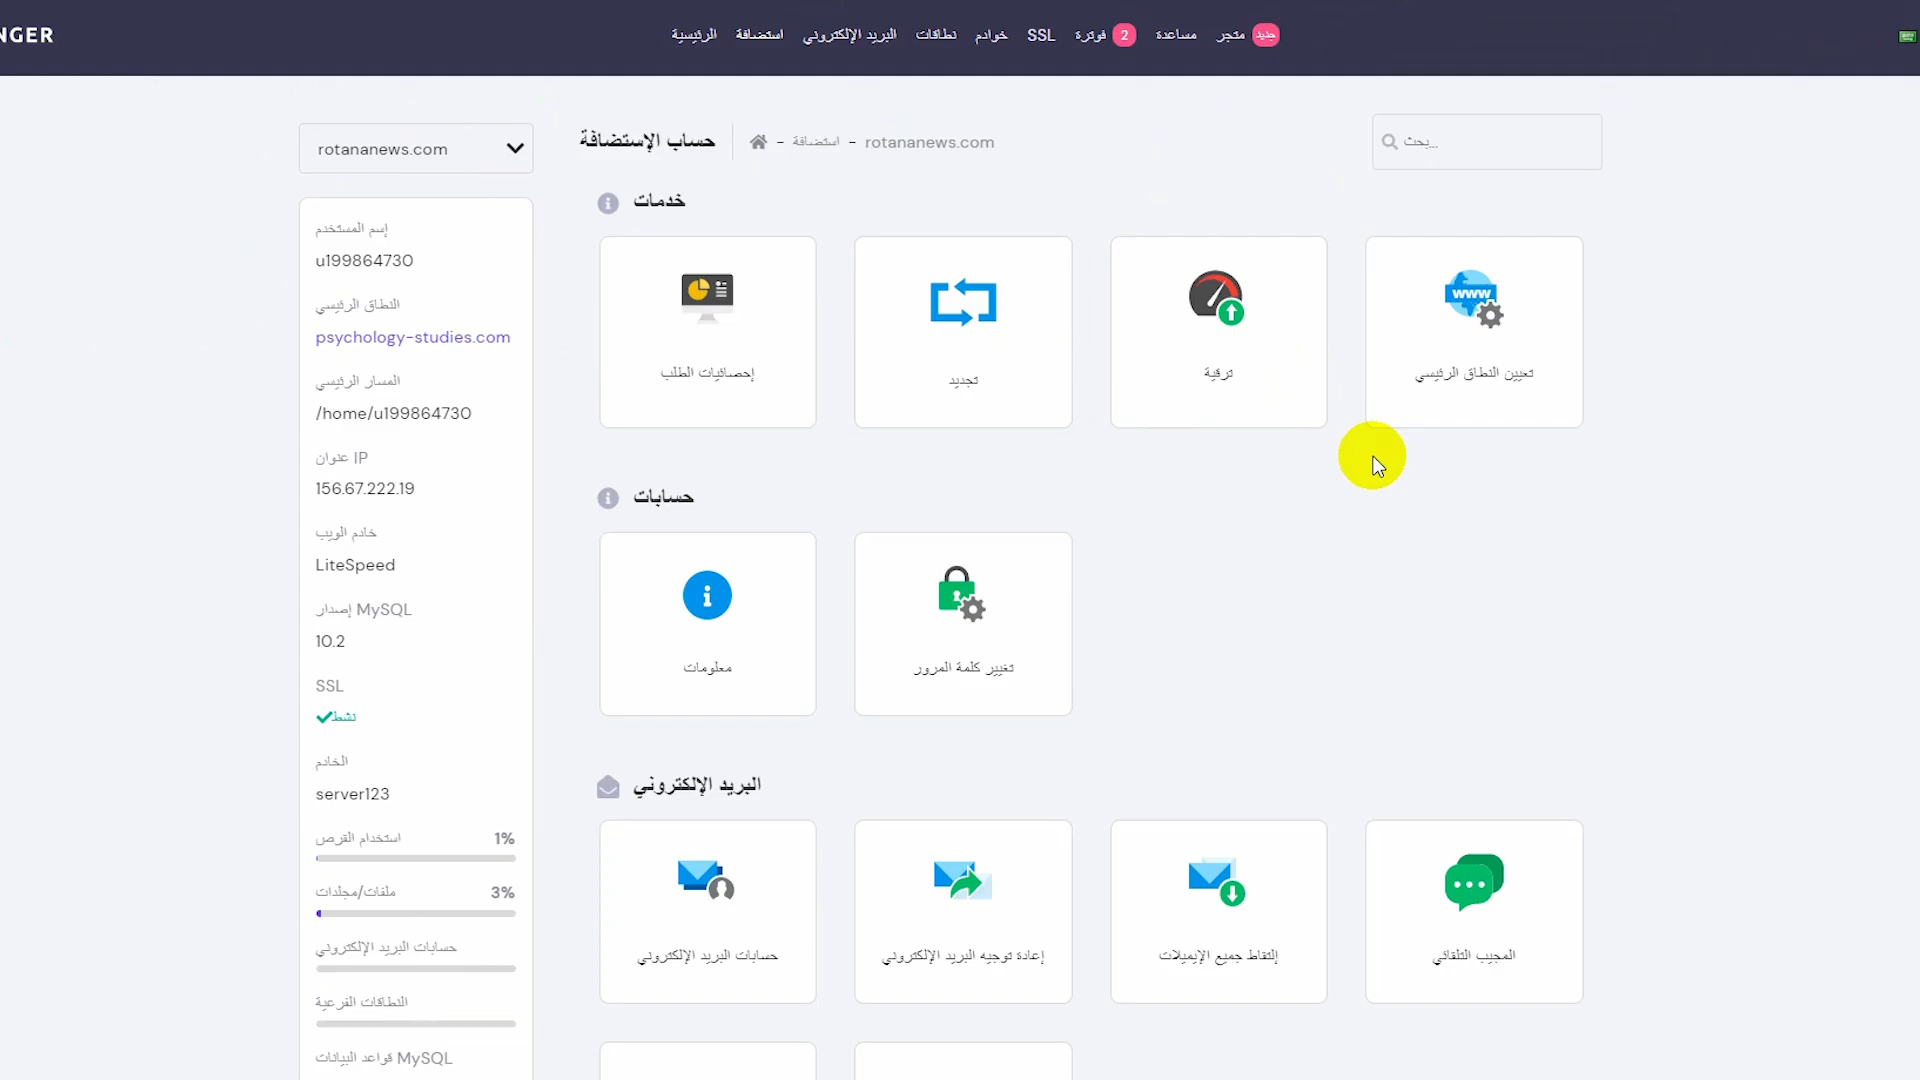 NGER
الرئيسية استضافة البريد الإلكتروني نطاقات خوادم SSL فوترة 2 مساعدة متجر جديد
rotananews.com
حساب الإستضافة
استضافة - rotananews.com
بحث...
إسم المستخدم
u199864730
النطاق الرئيسي
psychology-studies.com
المسار الرئيسي
/home/u199864730
عنوان IP
156.67.222.19
خادم الويب
LiteSpeed
إصدار MySQL
10.2
SSL
نشط
الخادم
server123
استخدام القرص 1%
ملفات/مجلدات 3%
حسابات البريد الإلكتروني
النطاقات الفرعية
قواعد البيانات MySQL
خدمات
إحصائيات الطلب
تجديد
ترقية
www
تعيين النطاق الرئيسي
حسابات
معلومات
تغيير كلمة المرور
البريد الإلكتروني
حسابات البريد الإلكتروني
إعادة توجيه البريد الإلكتروني
إلتقاط جميع الإيميلات
المجيب التلقائي